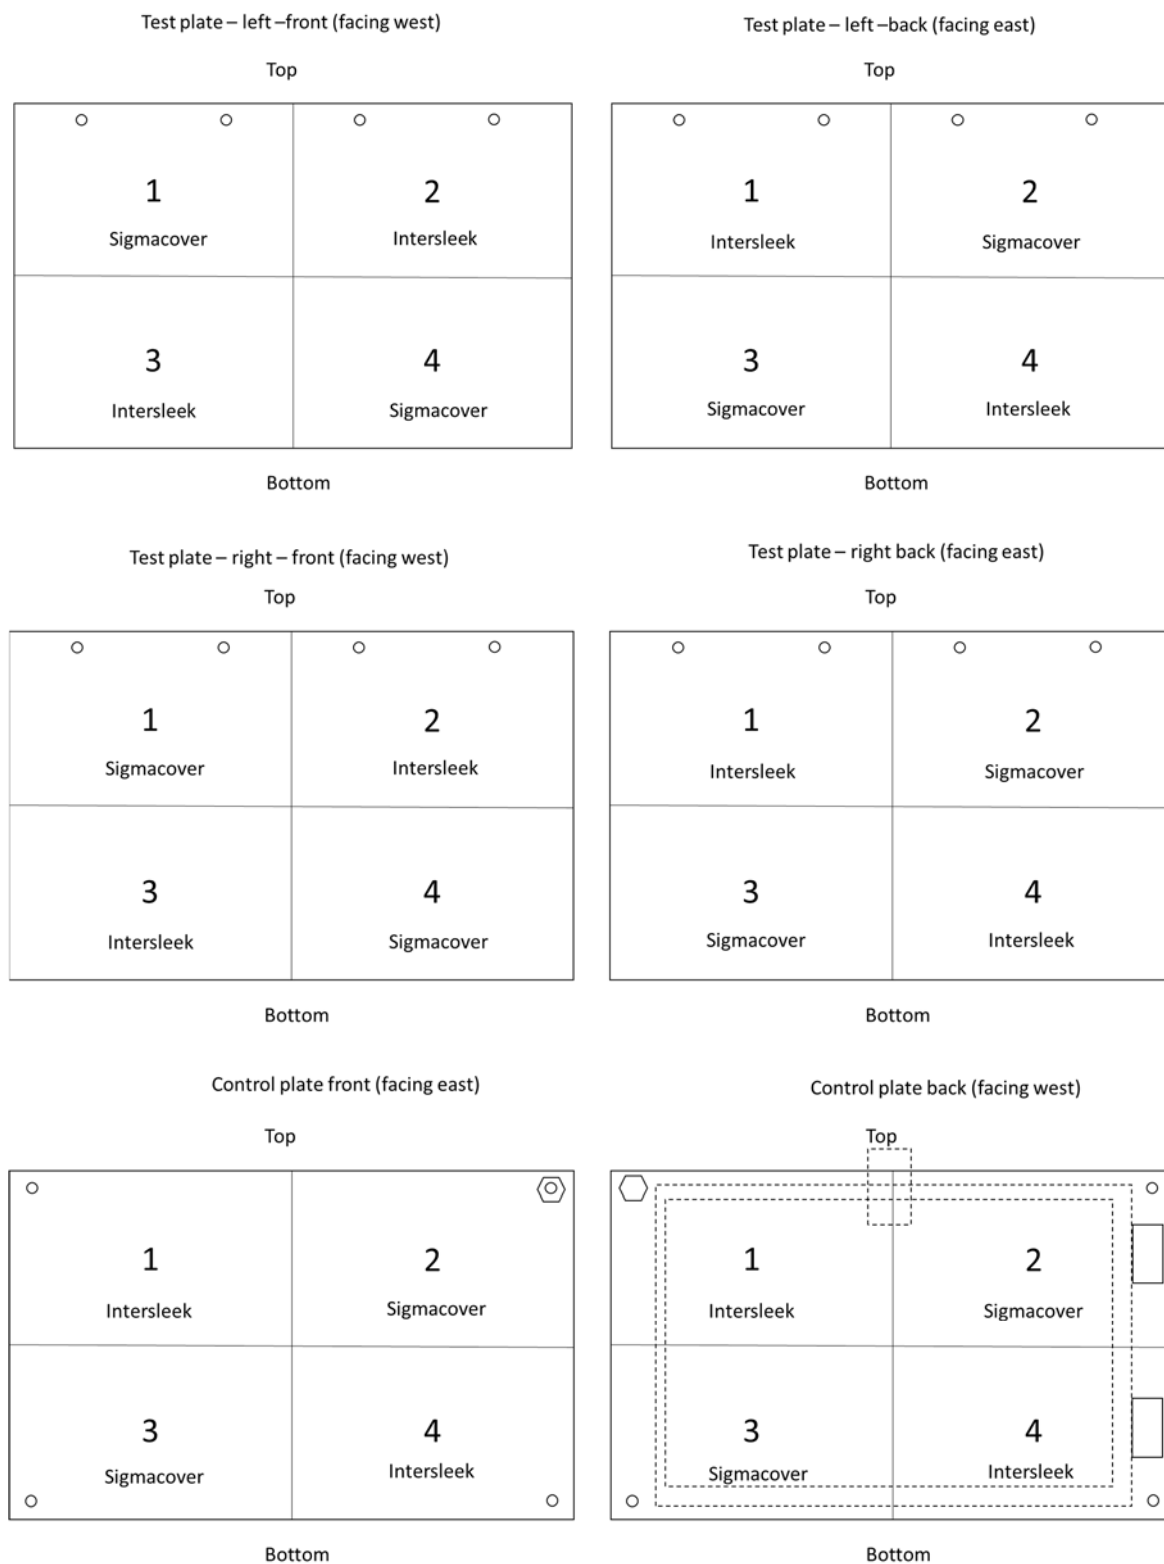 Test plate – left –front (facing west)
Top
1
Sigmacover
2
Intersleek
3
Intersleek
4
Sigmacover
Bottom
Test plate – left –back (facing east)
Top
1
Intersleek
2
Sigmacover
3
Sigmacover
4
Intersleek
Bottom
Test plate – right – front (facing west)
Top
1
Sigmacover
2
Intersleek
3
Intersleek
4
Sigmacover
Bottom
Test plate – right back (facing east)
Top
1
Intersleek
2
Sigmacover
3
Sigmacover
4
Intersleek
Bottom
Control plate front (facing east)
Top
1
Intersleek
2
Sigmacover
3
Sigmacover
4
Intersleek
Bottom
Control plate back (facing west)
Top
1
Intersleek
2
Sigmacover
3
Sigmacover
4
Intersleek
Bottom